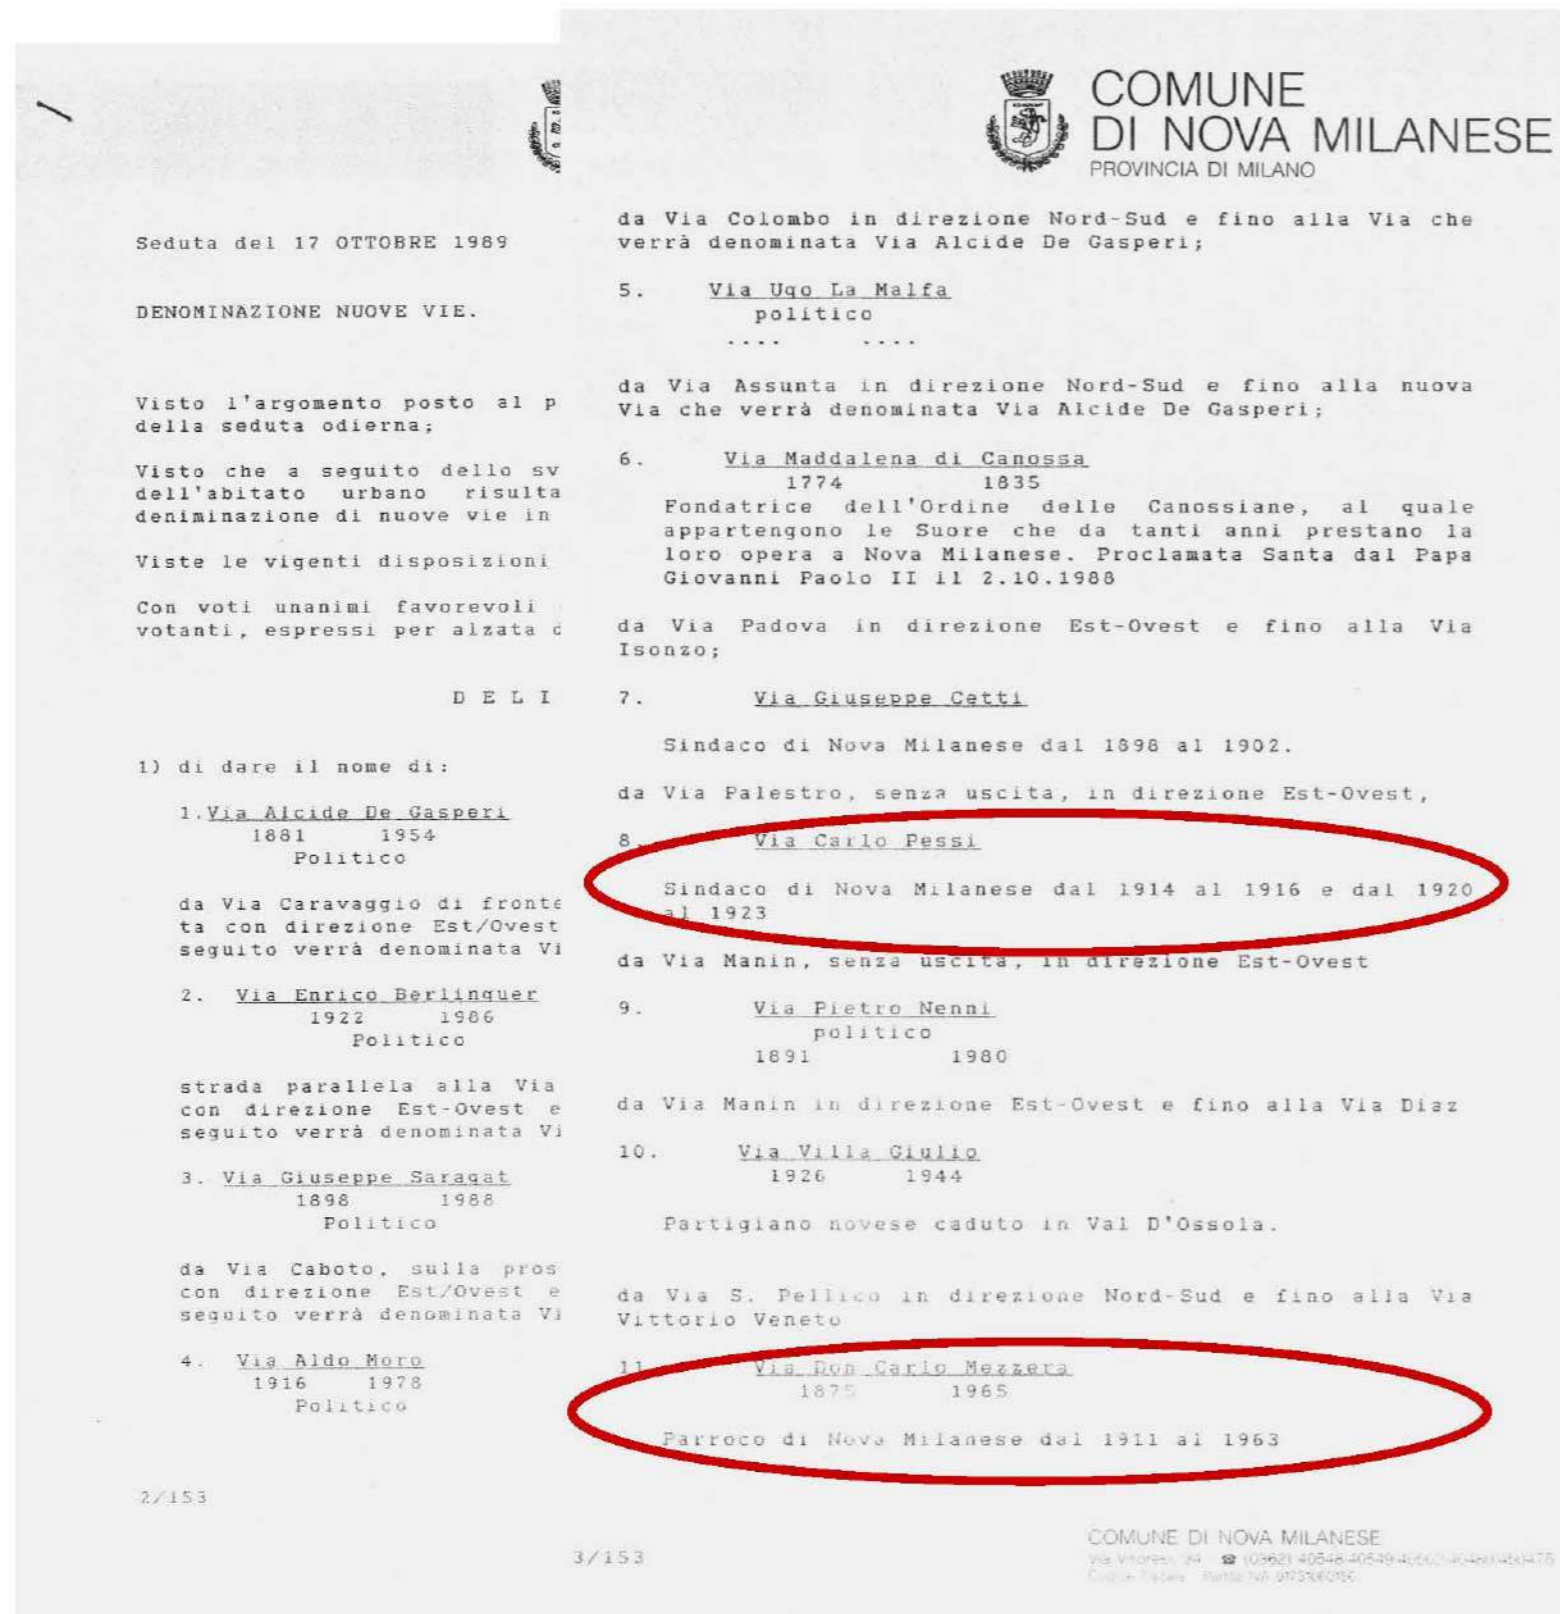 Seduta del 17 OTTOBRE 1989
DENOMINAZIONE NUOVE VIE.
Visto l'argomento posto al p
della seduta odierna;
Visto che a seguito dello sv
dell'abitato urbano risulta
deniminazione di nuove vie in
Viste le vigenti disposizioni
Con voti unanimi favorevoli
votanti, espressi per alzata d
D E L I
1) di dare il nome di:
1.Via Alcide De Gasperi
1881 1954
Politico
da Via Caravaggio di fronte
ta con direzione Est/Ovest
seguito verrà denominata Vi
2. Via Enrico Berlinguer
1922 1986
Politico
strada parallela alla Via
con direzione Est-Ovest e
seguito verrà denominata Vi
3. Via Giuseppe Saragat
1898 1988
Politico
da Via Caboto, sulla pros
con direzione Est/Ovest e
seguito verrà denominata Vi
4. Via Aldo Moro
1916 1978
Politico
2/153
COMUNE
DI NOVA MILANESE
PROVINCIA DI MILANO
da Via Colombo in direzione Nord-Sud e fino alla Via che
verrà denominata Via Alcide De Gasperi;
5. Via Ugo La Malfa
politico
.... ....
da Via Assunta in direzione Nord-Sud e fino alla nuova
Via che verrà denominata Via Alcide De Gasperi;
6. Via Maddalena di Canossa
1774 1835
Fondatrice dell'Ordine delle Canossiane, al quale
appartengono le Suore che da tanti anni prestano la
loro opera a Nova Milanese. Proclamata Santa dal Papa
Giovanni Paolo II il 2.10.1988
da Via Padova in direzione Est-Ovest e fino alla Via
Isonzo;
7. Via Giuseppe Cetti
Sindaco di Nova Milanese dal 1898 al 1902.
da Via Palestro, senza uscita, in direzione Est-Ovest,
8. Via Carlo Pessi
Sindaco di Nova Milanese dal 1914 al 1916 e dal 1920
al 1923
da Via Manin, senza uscita, in direzione Est-Ovest
9. Via Pietro Nenni
politico
1891 1980
da Via Manin in direzione Est-Ovest e fino alla Via Diaz
10. Via Villa Giulio
1926 1944
Partigiano novese caduto in Val D'Ossola.
da Via S. Pellico in direzione Nord-Sud e fino alla Via
Vittorio Veneto
11 Via Don Carlo Mezzera
1875 1965
Parroco di Nova Milanese dal 1911 al 1963
3/153
COMUNE DI NOVA MILANESE
(0362) 40548